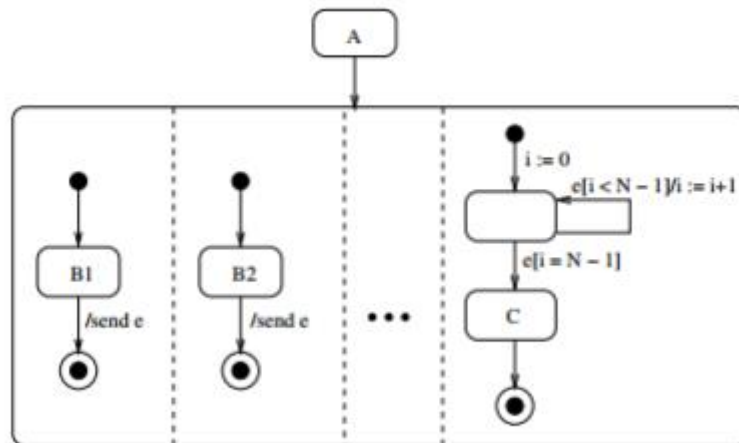 A
i := 0
e[i < N − 1]/i := i+1
B1
B2
e[i = N − 1]
/send e
/send e
...
C